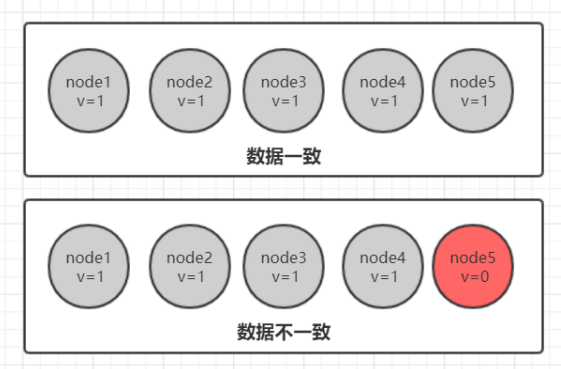 node1 node2 node3 node4 node5
v=1 v=1 v=1 v=1 v=1
数据一致
node1 node2 node3 node4 node5
v=1 v=1 v=1 v=1 v=0
数据不一致